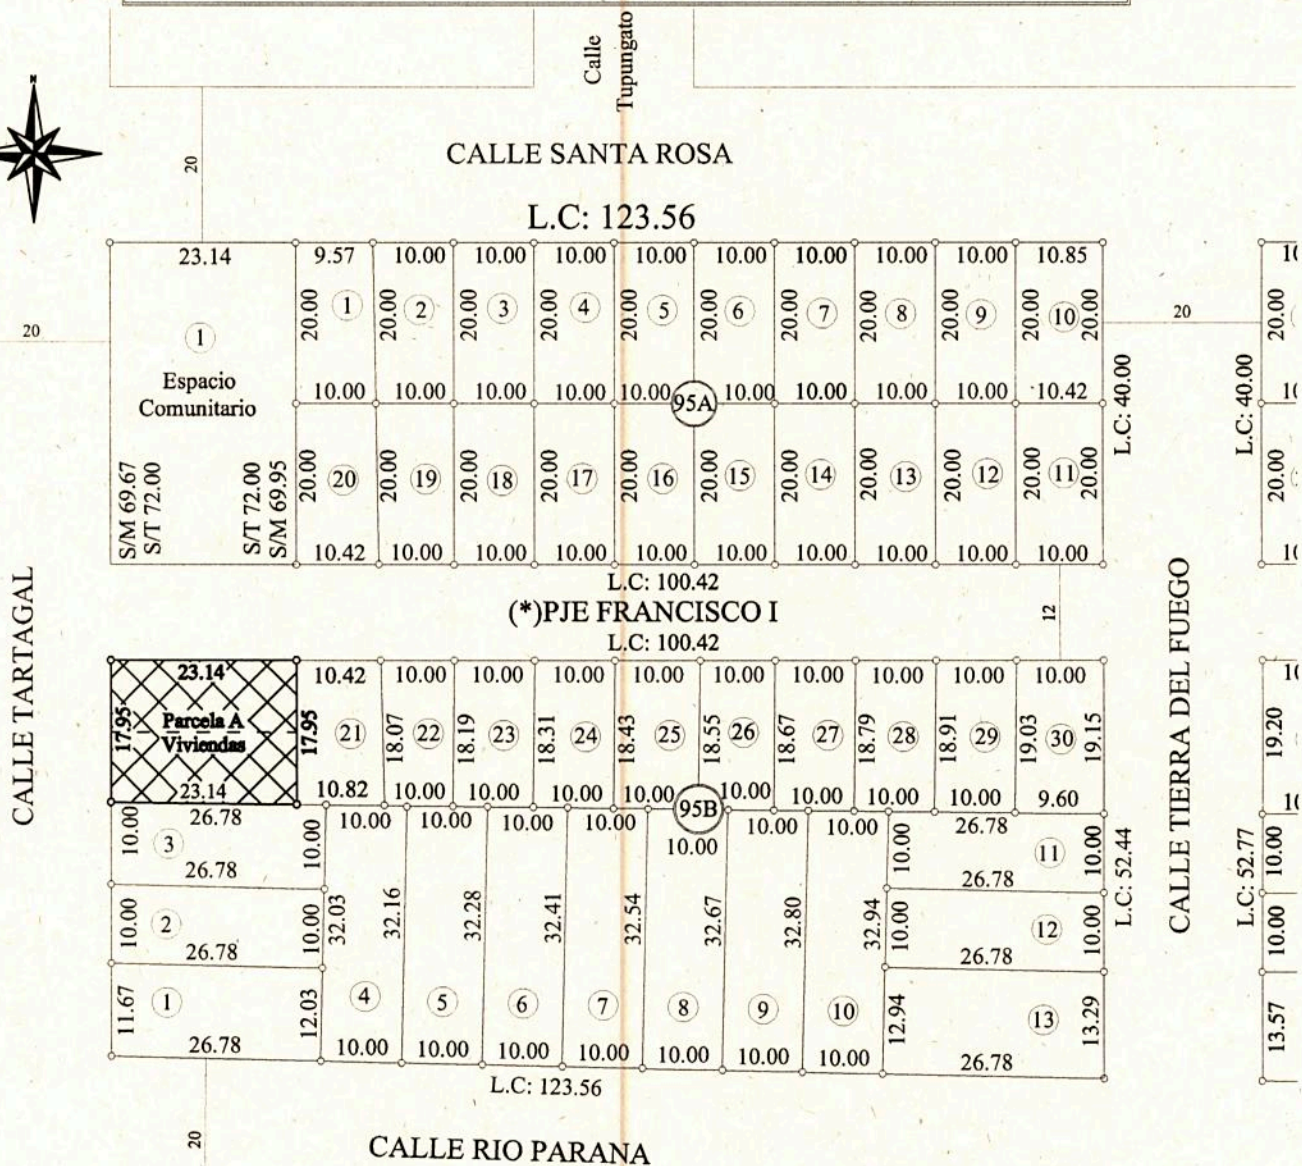 Calle
Tupungato
N
20
CALLE SANTA ROSA
L.C: 123.56
23.14 9.57 10.00 10.00 10.00 10.00 10.00 10.00 10.00 10.00 10.85
20.00 1 20.00 2 20.00 3 20.00 4 20.00 5 20.00 6 20.00 7 20.00 8 20.00 9 20.00 10 20.00
20 1 20 20.00
Espacio
Comunitario
10.00 10.00 10.00 10.00 10.00 95A 10.00 10.00 10.00 10.00 10.42
L.C: 40.00 L.C: 40.00
S/M 69.67
S/T 72.00
S/T 72.00
S/M 69.95
20.00 20 20.00 19 20.00 18 20.00 17 20.00 16 20.00 15 20.00 14 20.00 13 20.00 12 20.00 11 20.00 20.00
10.42 10.00 10.00 10.00 10.00 10.00 10.00 10.00 10.00 10.00
L.C: 100.42
(*)PJE FRANCISCO I
L.C: 100.42
12
CALLE TARTAGAL
CALLE TIERRA DEL FUEGO
23.14 10.42 10.00 10.00 10.00 10.00 10.00 10.00 10.00 10.00 10.00
17.95 Parcela A 17.95
Viviendas
21 18.07 22 18.19 23 18.31 24 18.43 25 18.55 26 18.67 27 18.79 28 18.91 29 19.03 30 19.15 19.20
23.14 10.82 10.00 10.00 10.00 10.00 95B 10.00 10.00 10.00 10.00 9.60
26.78 10.00 10.00 10.00 10.00 10.00 10.00 10.00 26.78
10.00 3 10.00 10.00 11 10.00 10.00
26.78 26.78
L.C: 52.44 L.C: 52.77
10.00 2 10.00 32.03 32.16 32.28 32.41 32.54 32.67 32.80 32.94 10.00 12 10.00 10.00
26.78 26.78
11.67 1 12.03 4 5 6 7 8 9 10 12.94 13 13.29 13.57
26.78 10.00 10.00 10.00 10.00 10.00 10.00 10.00 26.78
L.C: 123.56
20
CALLE RIO PARANA